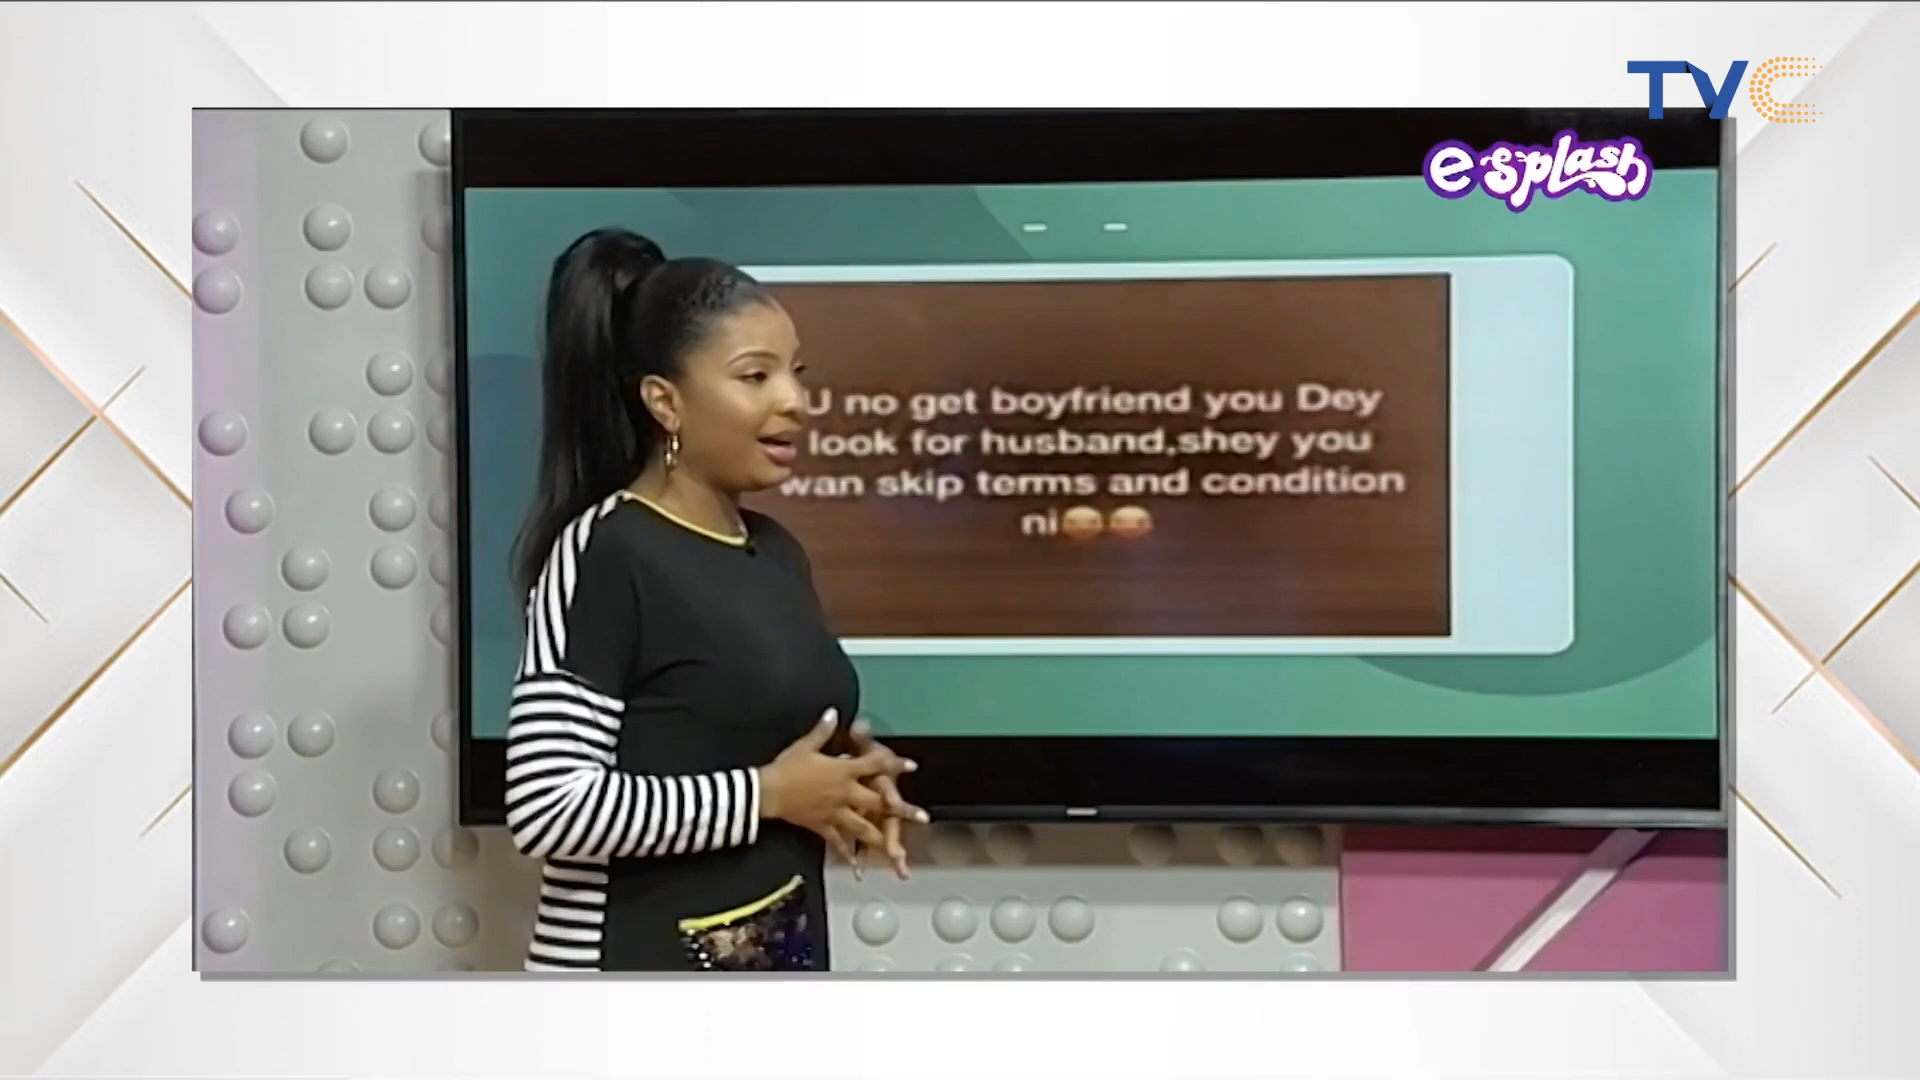 TVC
e-splash
U no get boyfriend you Dey
look for husband,shey you
wan skip terms and condition
ni